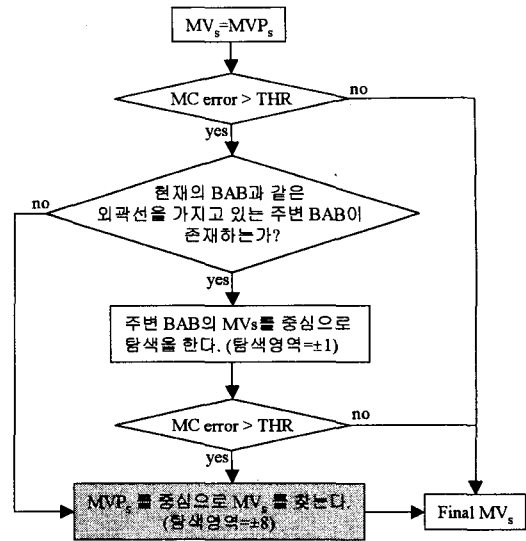 MVₛ=MVPₛ
MC error > THR
no
yes
현재의 BAB과 같은
외곽선을 가지고 있는 주변 BAB이
존재하는가?
no
yes
주변 BAB의 MVs를 중심으로
탐색을 한다. (탐색영역=±1)
MC error > THR
no
yes
MVPₛ 를 중심으로 MVₛ 를 찾는다.
(탐색영역=±8)
Final MVₛ